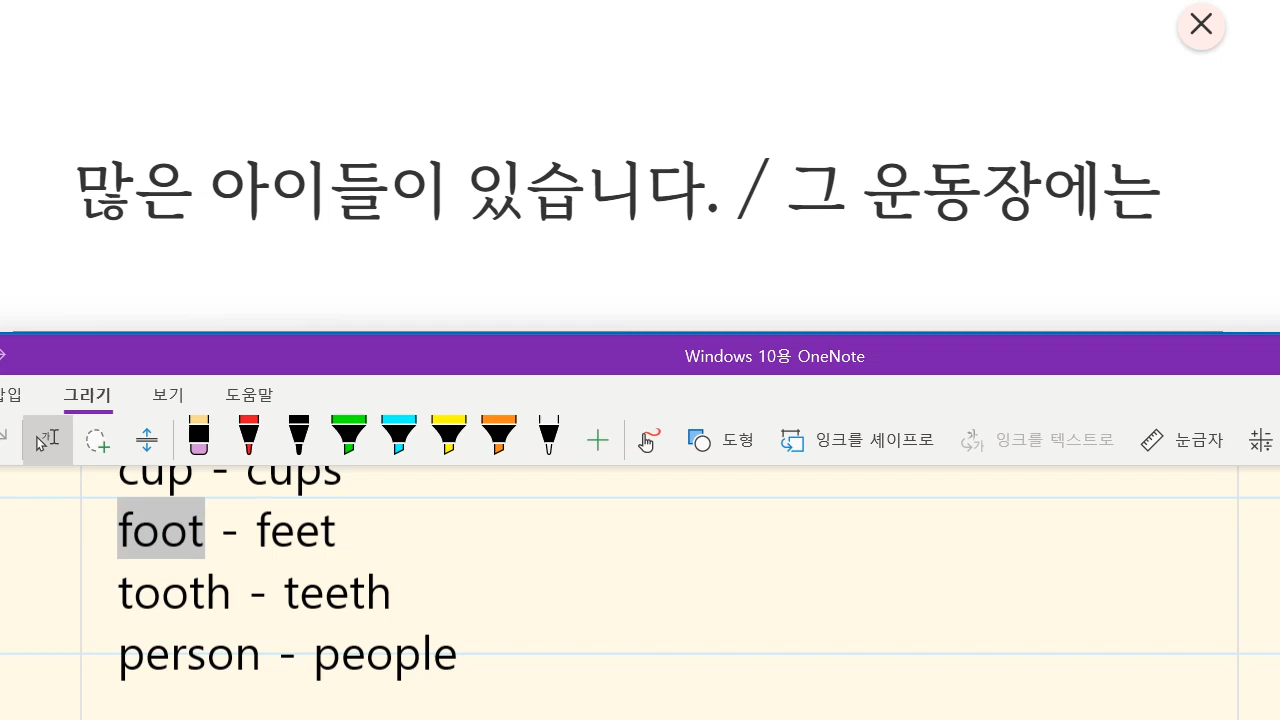 많은 아이들이 있습니다. / 그 운동장에는
Windows 10용 OneNote
그리기 보기 도움말
도형 잉크를 셰이프로 잉크를 텍스트로 눈금자
cup - cups
foot - feet
tooth - teeth
person - people